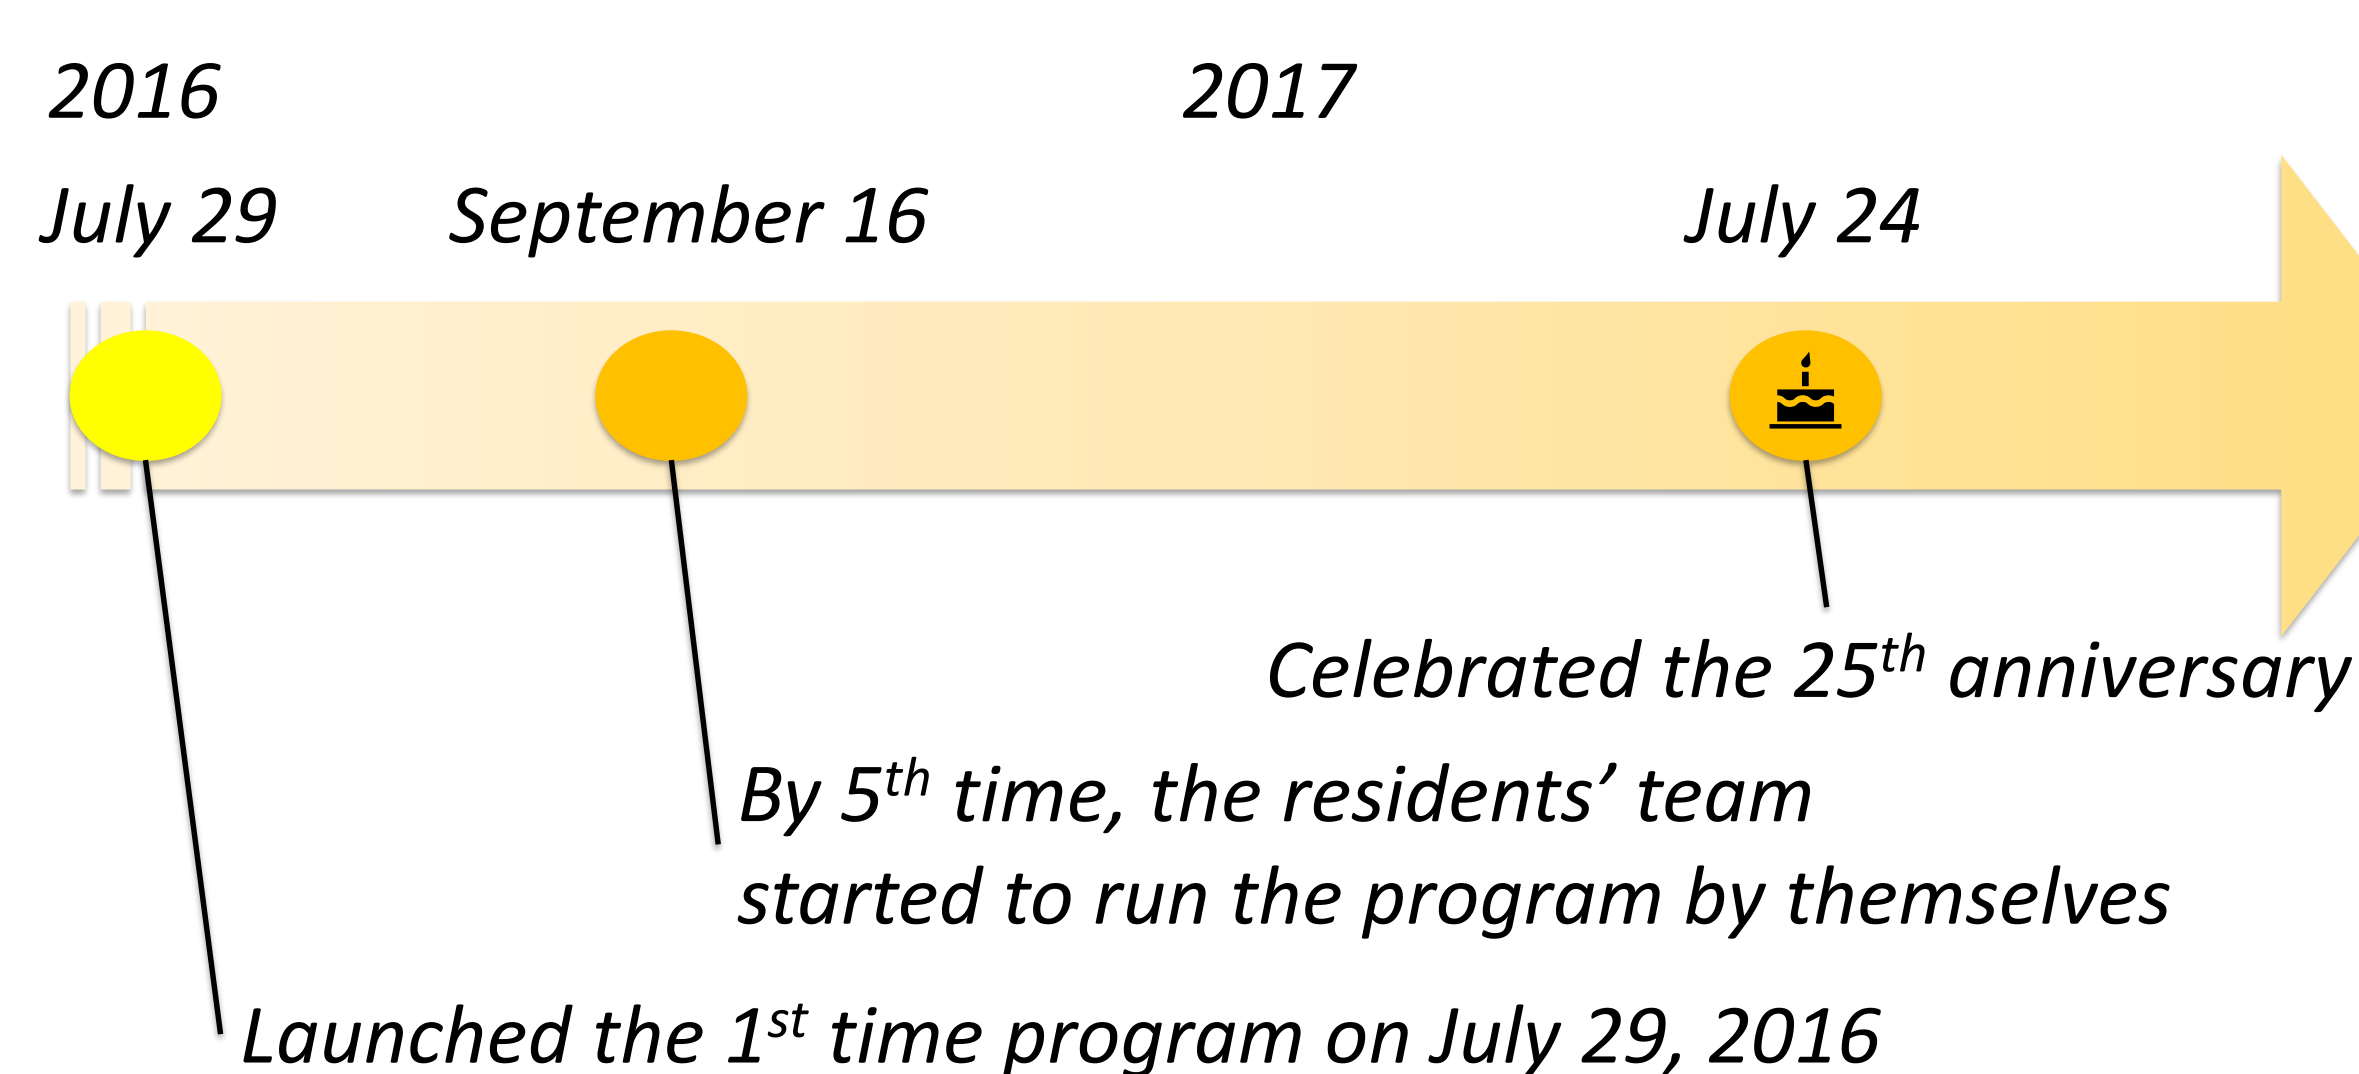 2016 2017
July 29 September 16 July 24
Celebrated the 25th anniversary
By 5th time, the residents’ team
started to run the program by themselves
Launched the 1st time program on July 29, 2016